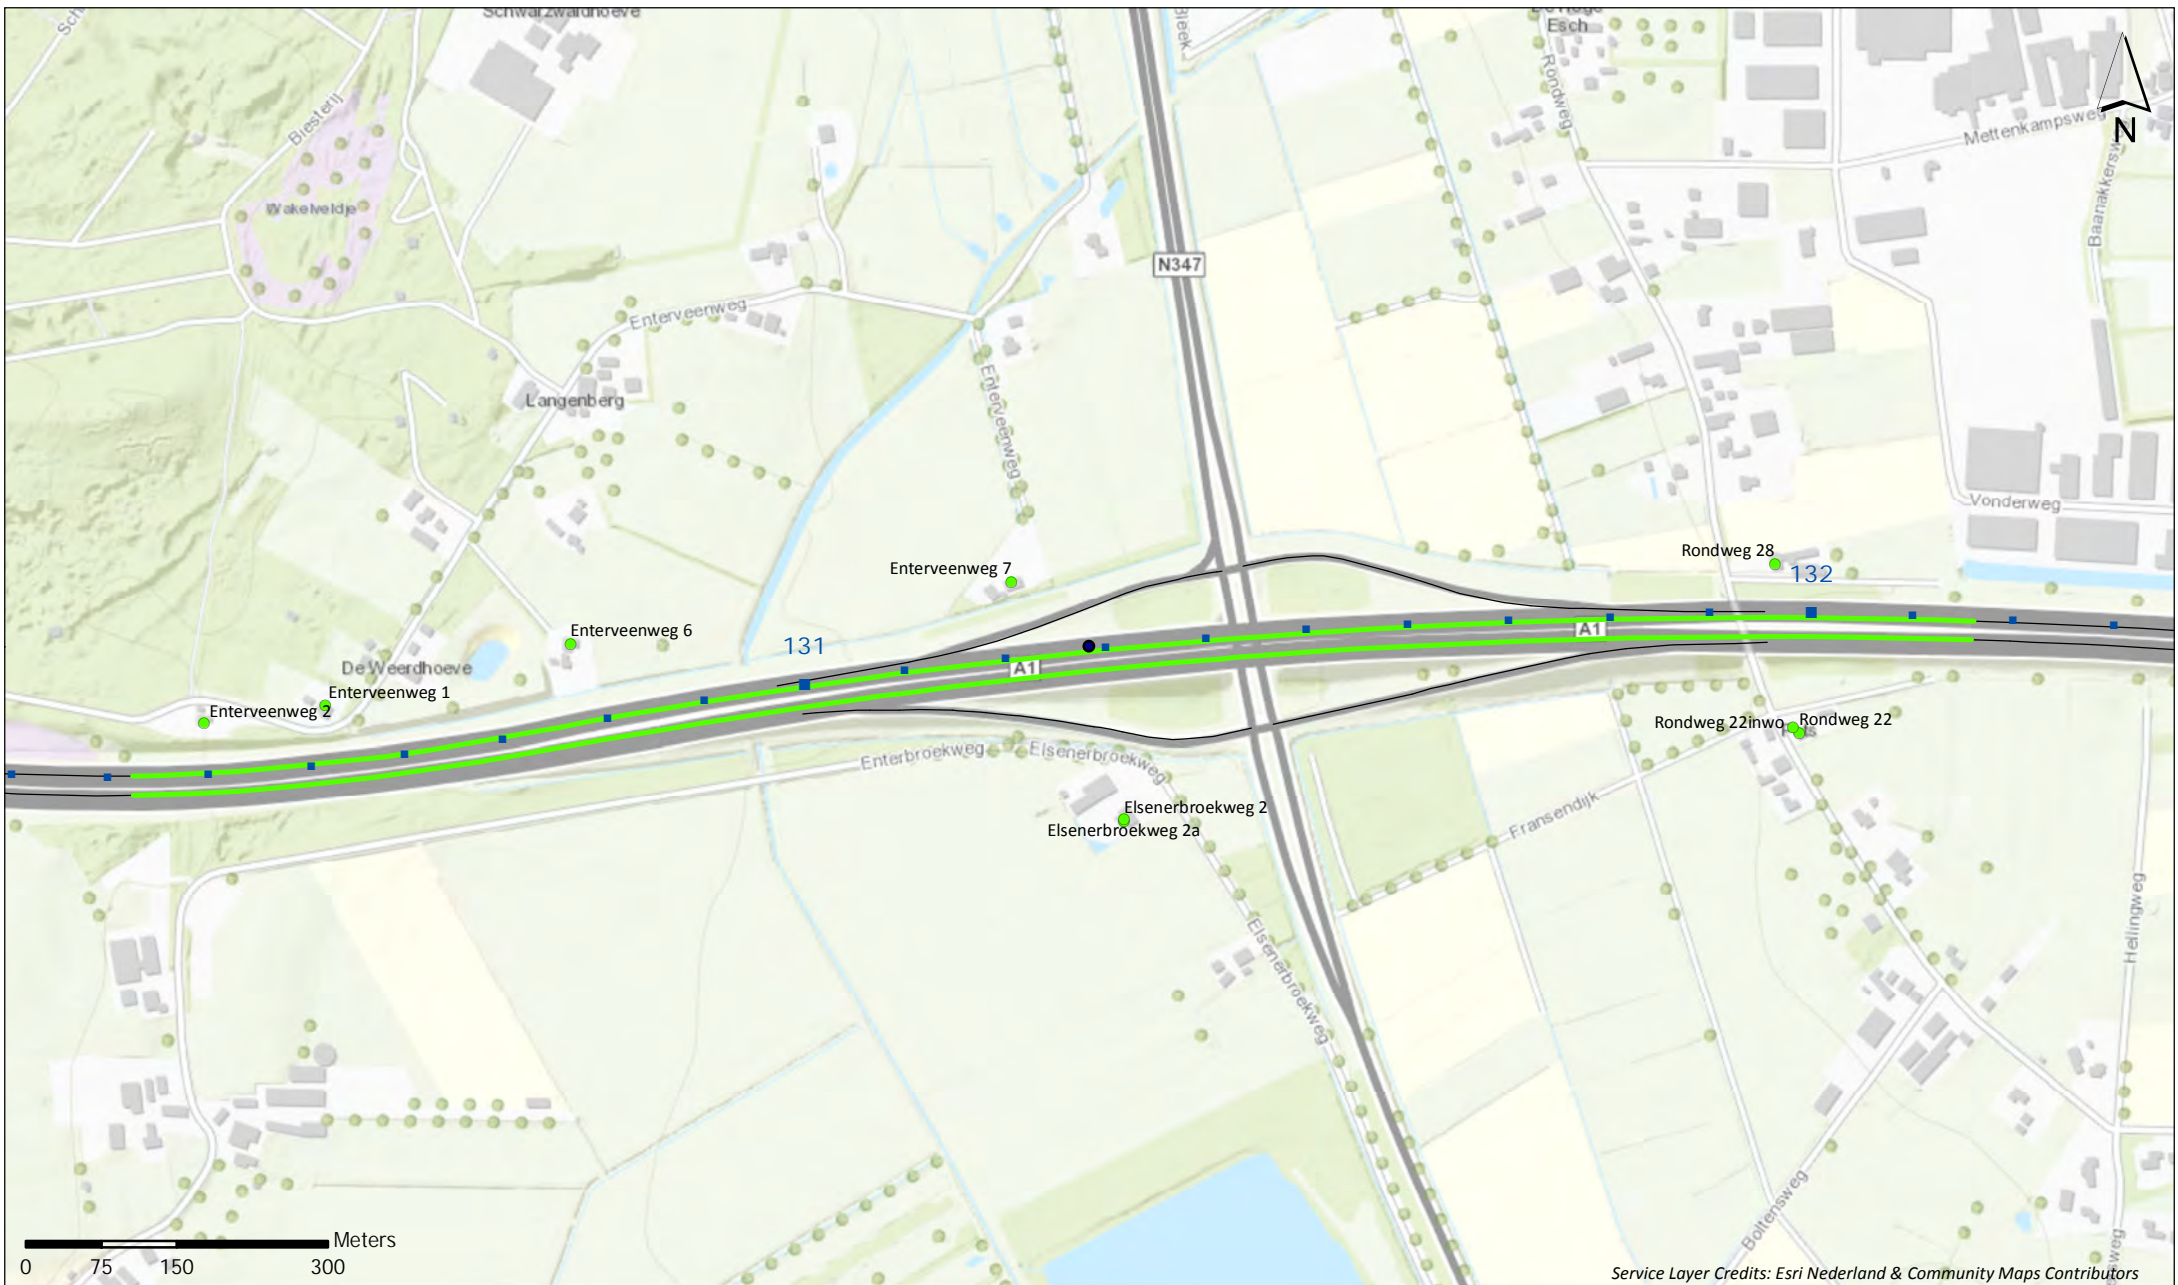 Schwarzwaldhoeve
Esch
Bleek
Rondweg
Biesterij
Mettenkampsweg
N
Baanakkersweg
Wakelveldje
N347
Enterveenweg
Enterveenweg
Langenberg
Vonderweg
Rondweg 28
132
Enterveenweg 7
Enterveenweg 6
131
A1
A1
De Weerdhoeve
Enterveenweg 1
Enterveenweg 2
Rondweg 22inwo
Rondweg 22
Enterbroekweg
Elsenerbroekweg
Elsenerbroekweg 2
Elsenerbroekweg 2a
Fransendijk
Hellingweg
Elsenerbroekweg
Boltensweg
Meters
0 75 150 300
Service Layer Credits: Esri Nederland & Community Maps Contributors